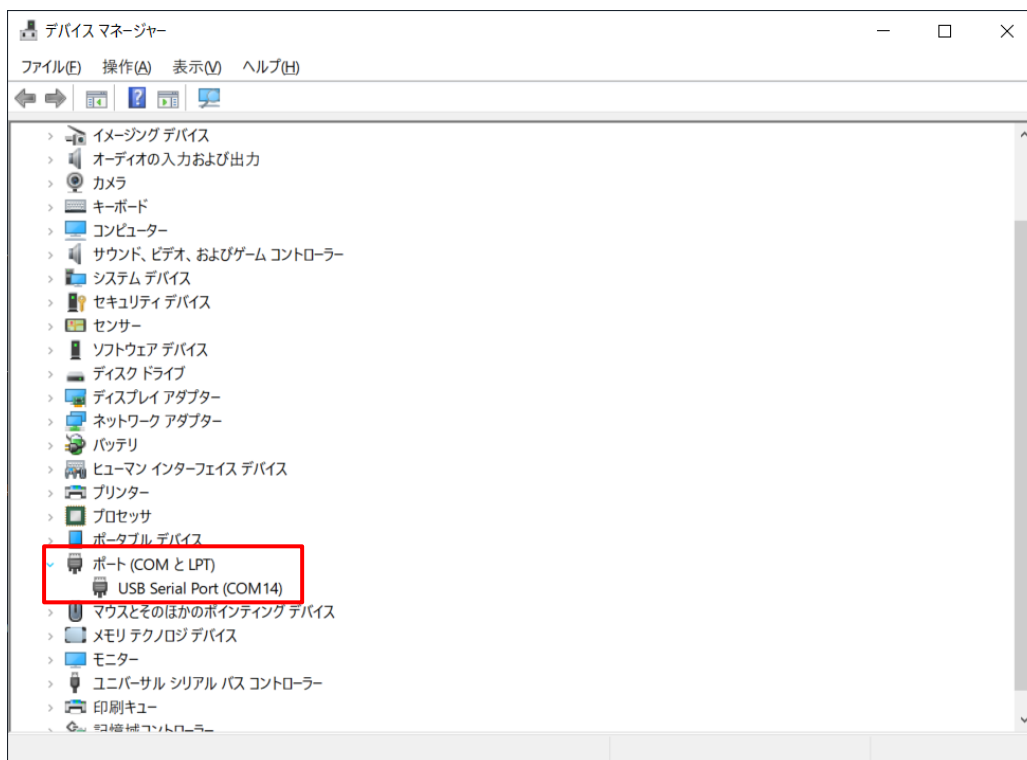 デバイス マネージャー
ファイル(F) 操作(A) 表示(V) ヘルプ(H)
イメージング デバイス
オーディオの入力および出力
カメラ
キーボード
コンピューター
サウンド、ビデオ、およびゲーム コントローラー
システム デバイス
セキュリティ デバイス
センサー
ソフトウェア デバイス
ディスク ドライブ
ディスプレイ アダプター
ネットワーク アダプター
バッテリ
ヒューマン インターフェイス デバイス
プリンター
プロセッサ
ポータブル デバイス
ポート (COM と LPT)
USB Serial Port (COM14)
マウスとそのほかのポインティング デバイス
メモリ テクノロジ デバイス
モニター
ユニバーサル シリアル バス コントローラー
印刷キュー
記憶域コントローラー